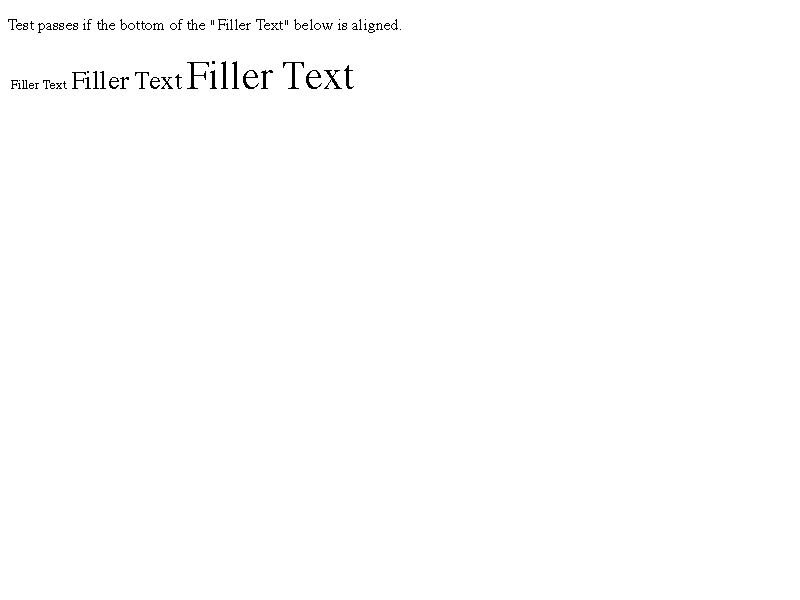 Test passes if the bottom of the "Filler Text" below is aligned.
Filler Text Filler Text Filler Text